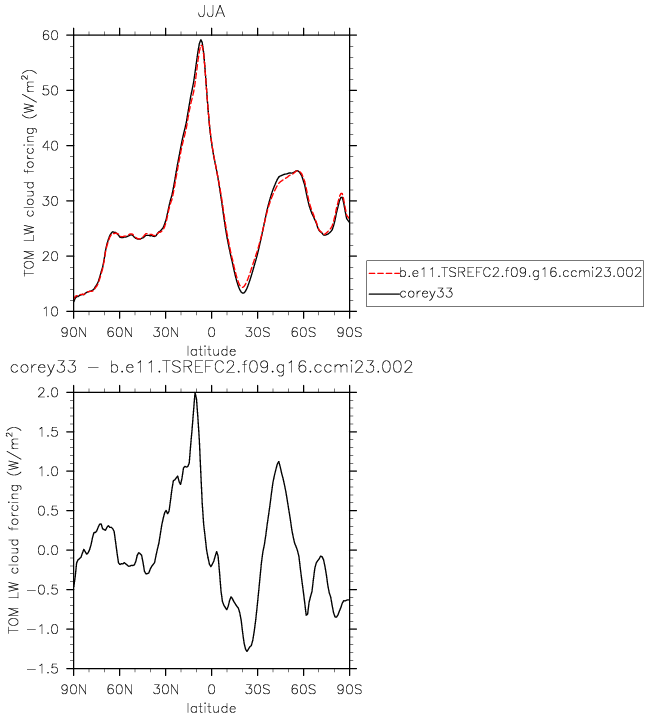 JJA
TOM LW cloud forcing (W/m²)
60
50
40
30
20
10
90N 60N 30N 0 30S 60S 90S
latitude
b.e11.TSREFC2.f09.g16.ccmi23.002
corey33
corey33 − b.e11.TSREFC2.f09.g16.ccmi23.002
TOM LW cloud forcing (W/m²)
2.0
1.5
1.0
0.5
0.0
−0.5
−1.0
−1.5
90N 60N 30N 0 30S 60S 90S
latitude